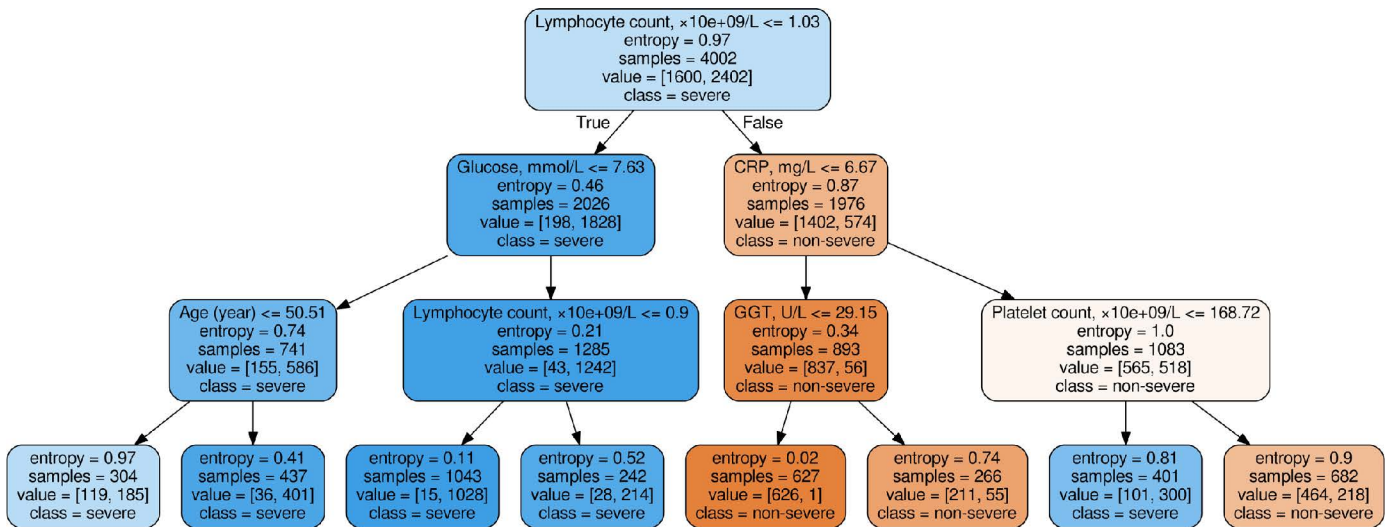 Lymphocyte count, ×10e+09/L <= 1.03
entropy = 0.97
samples = 4002
value = [1600, 2402]
class = severe
True
False
Glucose, mmol/L <= 7.63
entropy = 0.46
samples = 2026
value = [198, 1828]
class = severe
CRP, mg/L <= 6.67
entropy = 0.87
samples = 1976
value = [1402, 574]
class = non-severe
Age (year) <= 50.51
entropy = 0.74
samples = 741
value = [155, 586]
class = severe
Lymphocyte count, ×10e+09/L <= 0.9
entropy = 0.21
samples = 1285
value = [43, 1242]
class = severe
GGT, U/L <= 29.15
entropy = 0.34
samples = 893
value = [837, 56]
class = non-severe
Platelet count, ×10e+09/L <= 168.72
entropy = 1.0
samples = 1083
value = [565, 518]
class = non-severe
entropy = 0.97
samples = 304
value = [119, 185]
class = severe
entropy = 0.41
samples = 437
value = [36, 401]
class = severe
entropy = 0.11
samples = 1043
value = [15, 1028]
class = severe
entropy = 0.52
samples = 242
value = [28, 214]
class = severe
entropy = 0.02
samples = 627
value = [626, 1]
class = non-severe
entropy = 0.74
samples = 266
value = [211, 55]
class = non-severe
entropy = 0.81
samples = 401
value = [101, 300]
class = severe
entropy = 0.9
samples = 682
value = [464, 218]
class = non-severe